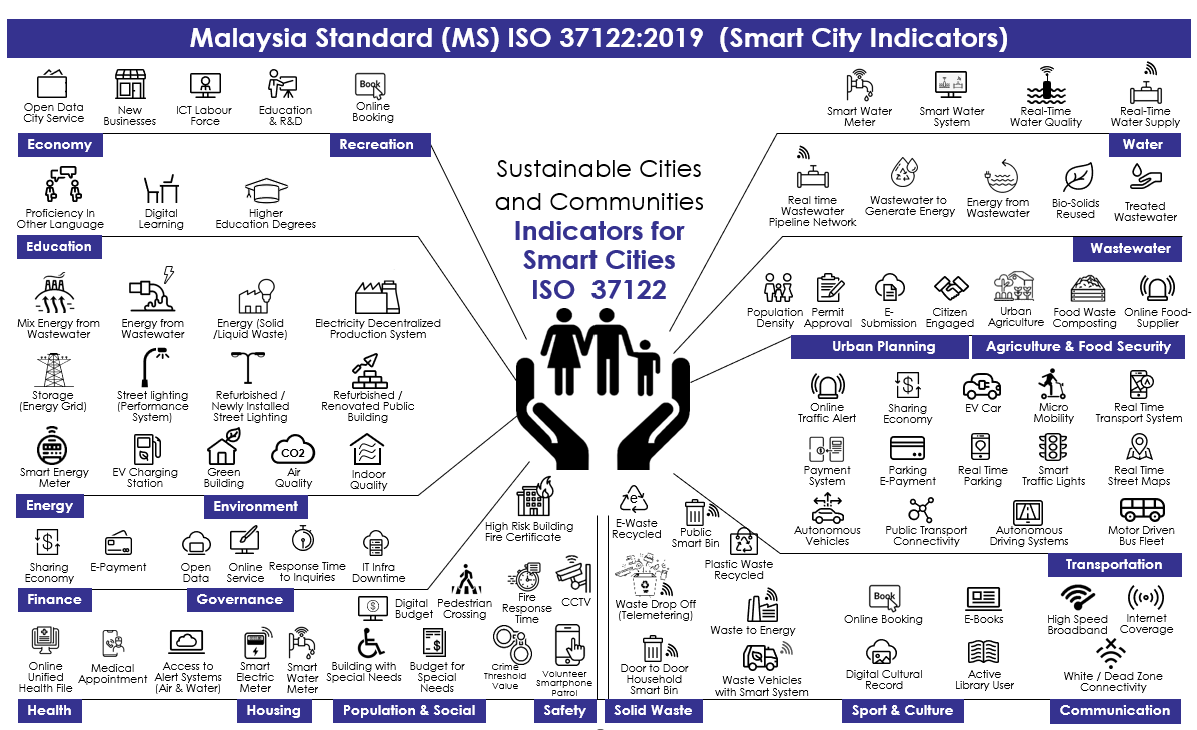 Malaysia Standard (MS) ISO 37122:2019 (Smart City Indicators)
Open Data
City Service
New
Businesses
ICT Labour
Force
Education
& R&D
Book
Online
Booking
Economy
Recreation
Proficiency In
Other Language
Digital
Learning
Higher
Education Degrees
Education
Mix Energy from
Wastewater
Energy from
Wastewater
Energy (Solid
/Liquid Waste)
Electricity Decentralized
Production System
Storage
(Energy Grid)
Street lighting
(Performance
System)
Refurbished /
Newly Installed
Street Lighting
Refurbished /
Renovated Public
Building
Smart Energy
Meter
EV Charging
Station
Green
Building
CO2
Air
Quality
Indoor
Quality
Energy
Environment
Sharing
Economy
E-Payment
Open
Data
Online
Service
Response Time
to Inquiries
IT Infra
Downtime
Finance
Governance
Sustainable Cities
and Communities
Indicators for
Smart Cities
ISO 37122
Smart Water
Meter
Smart Water
System
Real-Time
Water Quality
Real-Time
Water Supply
Water
Real time
Wastewater
Pipeline Network
Wastewater to
Generate Energy
Energy from
Wastewater
Bio-Solids
Reused
Treated
Wastewater
Wastewater
Population
Density
Permit
Approval
E-
Submission
Citizen
Engaged
Urban
Agriculture
Food Waste
Composting
Online Food-
Supplier
Urban Planning
Agriculture & Food Security
Online
Traffic Alert
Sharing
Economy
EV Car
Micro
Mobility
Real Time
Transport System
Payment
System
Parking
E-Payment
Real Time
Parking
Smart
Traffic Lights
Real Time
Street Maps
Autonomous
Vehicles
Public Transport
Connectivity
Autonomous
Driving Systems
Motor Driven
Bus Fleet
Transportation
High Risk Building
Fire Certificate
Digital
Budget
Pedestrian
Crossing
Fire
Response
Time
CCTV
Online
Unified
Health File
Medical
Appointment
Access to
Alert Systems
(Air & Water)
Smart
Electric
Meter
Smart
Water
Meter
Building with
Special Needs
Budget for
Special
Needs
Crime
Threshold
Value
Volunteer
Smartphone
Patrol
Health
Housing
Population & Social
Safety
e
E-Waste
Recycled
Public
Smart Bin
Plastic Waste
Recycled
Waste Drop Off
(Telemetering)
Waste to Energy
Door to Door
Household
Smart Bin
Waste Vehicles
with Smart System
Solid Waste
Book
Online Booking
E-Books
Digital Cultural
Record
Active
Library User
Sport & Culture
High Speed
Broadband
Internet
Coverage
White / Dead Zone
Connectivity
Communication